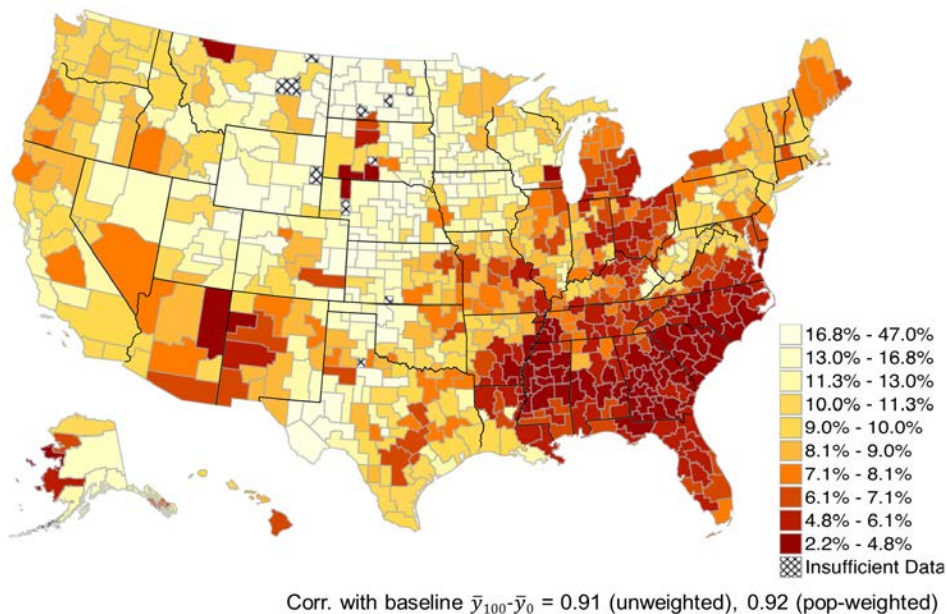 16.8% - 47.0%
13.0% - 16.8%
11.3% - 13.0%
10.0% - 11.3%
9.0% - 10.0%
8.1% - 9.0%
7.1% - 8.1%
6.1% - 7.1%
4.8% - 6.1%
2.2% - 4.8%
Insufficient Data
Corr. with baseline ȳ₁₀₀-ȳ₀ = 0.91 (unweighted), 0.92 (pop-weighted)